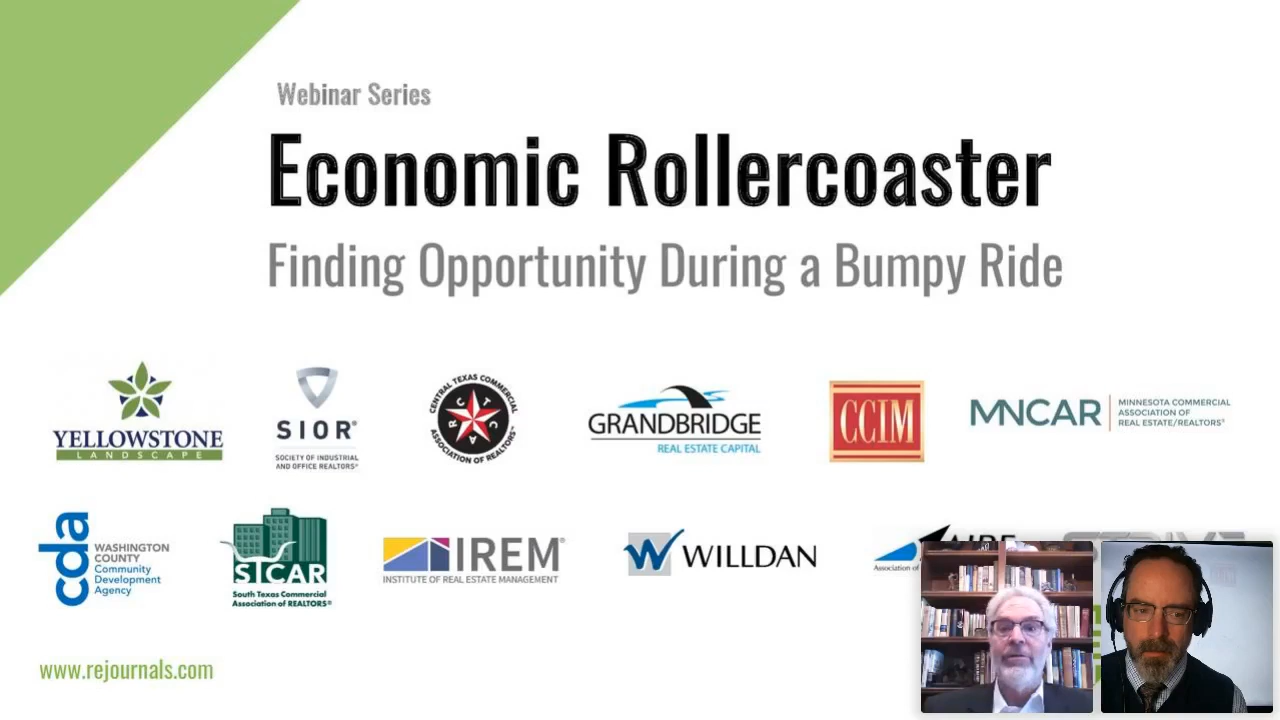 Webinar Series
Economic Rollercoaster
Finding Opportunity During a Bumpy Ride
YELLOWSTONE
LANDSCAPE
SIOR®
SOCIETY OF INDUSTRIAL
AND OFFICE REALTORS®
CENTRAL TEXAS COMMERCIAL
CTCAR
ASSOCIATION OF REALTORS™
GRANDBRIDGE
REAL ESTATE CAPITAL
CCIM
MNCAR
MINNESOTA COMMERCIAL
ASSOCIATION OF
REAL ESTATE/REALTORS®
cda
WASHINGTON
COUNTY
Community
Development
Agency
STCAR
South Texas Commercial
Association of REALTORS®
IREM®
INSTITUTE OF REAL ESTATE MANAGEMENT
WILLDAN
Association of
www.rejournals.com